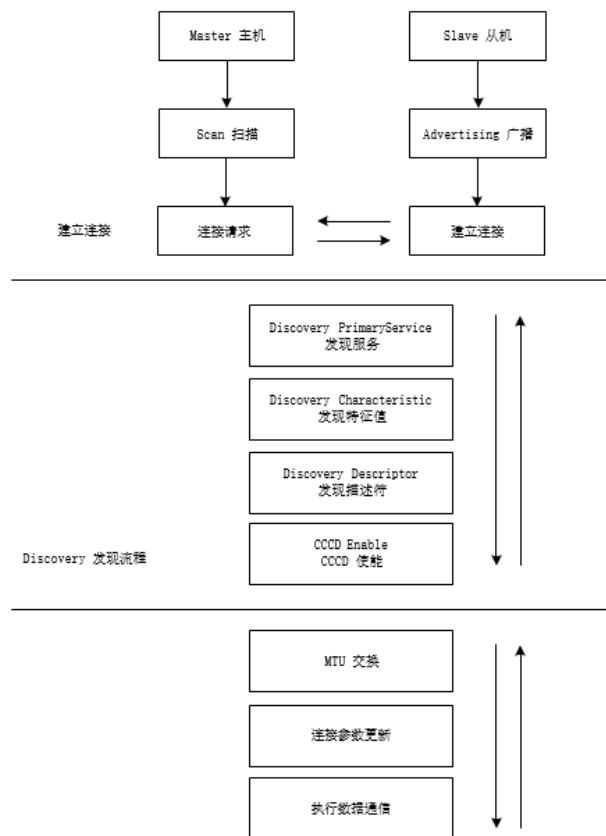 Master 主机
Slave 从机
Scan 扫描
Advertising 广播
建立连接
连接请求
建立连接
Discovery PrimaryService
发现服务
Discovery Characteristic
发现特征值
Discovery Descriptor
发现描述符
Discovery 发现流程
CCCD Enable
CCCD 使能
MTU 交换
连接参数更新
执行数据通信